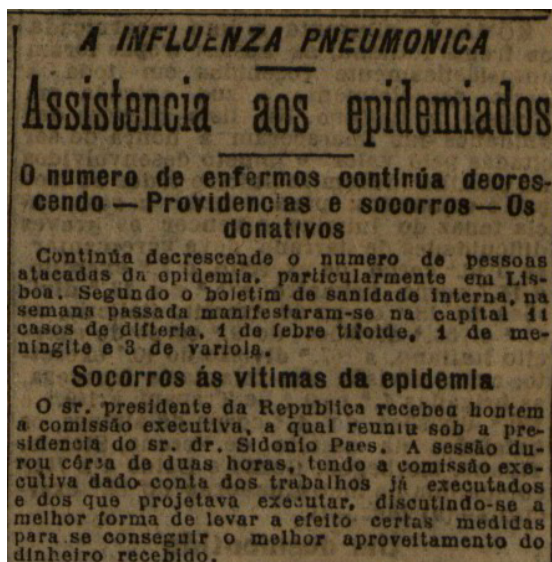 A INFLUENZA PNEUMONICA
Assistencia aos epidemiados
O numero de enfermos continúa decres-
cendo — Providencias e socorros — Os
donativos
Continúa decrescendo o numero de pessoas
atacadas da epidemia, particularmente em Lis-
boa. Segundo o boletim de sanidade interna, na
semana passada manifestaram-se na capital 11
casos de difteria, 1 de febre tifoide, 1 de me-
ningite e 3 de variola.
Socorros ás vitimas da epidemia
O sr. presidente da Republica recebeu hontem
a comissão executiva, a qual reuniu sob a pre-
sidencia do sr. dr. Sidonio Paes. A sessão du-
rou cêrca de duas horas, tendo a comissão exe-
cutiva dado conta dos trabalhos já executados
e dos que projetava executar, discutindo-se a
melhor forma de levar a efeito certas medidas
para se conseguir o melhor aproveitamento do
dinheiro recebido.